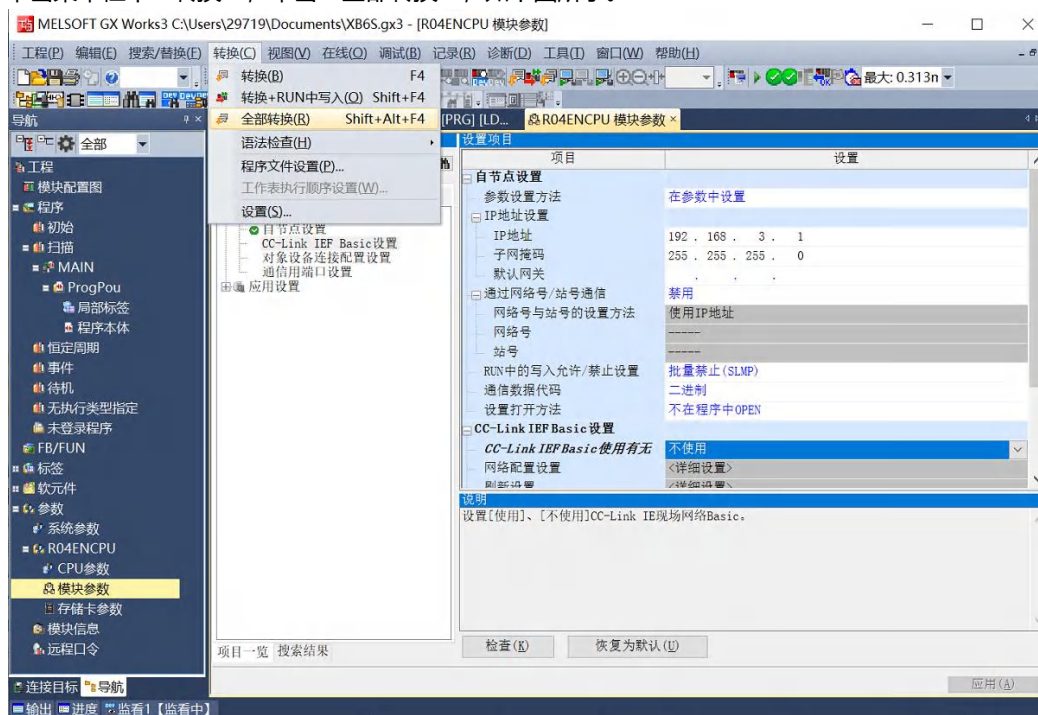 MELSOFT GX Works3 C:\Users\29719\Documents\XB6S.gx3 - [R04ENCPU 模块参数]
工程(P) 编辑(E) 搜索/替换(F) 转换(C) 视图(V) 在线(O) 调试(B) 记录(R) 诊断(D) 工具(T) 窗口(W) 帮助(H)
最大: 0.313n
转换(B) F4
转换+RUN中写入(O) Shift+F4
全部转换(R) Shift+Alt+F4
语法检查(H)
程序文件设置(E)...
工作表执行顺序设置(W)...
设置(S)...
[PRG] [LD... R04ENCPU 模块参数
导航
全部
工程
模块配置图
程序
初始
扫描
MAIN
ProgPou
局部标签
程序本体
恒定周期
事件
待机
无执行类型指定
未登录程序
FB/FUN
标签
软元件
参数
系统参数
R04ENCPU
CPU参数
模块参数
存储卡参数
模块信息
远程口令
自节点设置
CC-Link IEF Basic设置
对象设备连接配置设置
通信用端口设置
应用设置
项目一览 搜索结果
设置项目
项目 设置
自节点设置
参数设置方法 在参数中设置
IP地址设置
IP地址 192 . 168 . 3 . 1
子网掩码 255 . 255 . 255 . 0
默认网关 . . .
通过网络号/站号通信 禁用
网络号与站号的设置方法 使用IP地址
网络号 -----
站号 -----
RUN中的写入允许/禁止设置 批量禁止(SLMP)
通信数据代码 二进制
设置打开方法 不在程序中OPEN
CC-Link IEF Basic 设置
CC-Link IEF Basic使用有无 不使用
网络配置设置 <详细设置>
刷新设置 <详细设置>
说明
设置[使用]、[不使用]CC-Link IE现场网络Basic。
检查(K) 恢复为默认(U)
应用(A)
连接目标 导航
输出 进度 监看1【监看中】